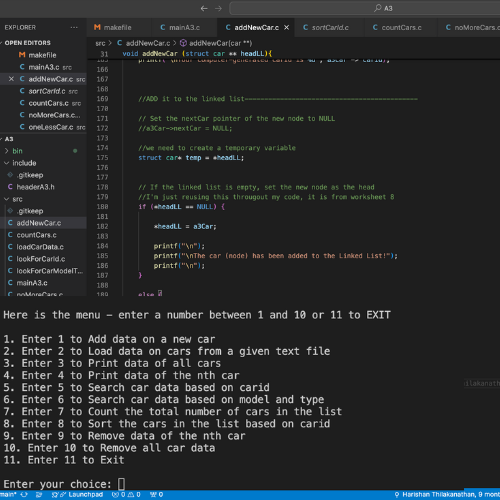 A3
EXPLORER
OPEN EDITORS
makefile
mainA3.c src
addNewCar.c src
sortCarId.c src
countCars.c src
noMoreCars.c...
oneLessCar.c src
A3
bin
include
.gitkeep
headerA3.h
src
.gitkeep
addNewCar.c
countCars.c
loadCarData.c
lookForCarId.c
lookForCarModelT...
mainA3.c
noMoreCars.c
makefile
mainA3.c
addNewCar.c
sortCarId.c
countCars.c
noMoreCars.c
src > addNewCar.c > addNewCar(car **)
31 void addNewCar (struct car ** headLL){
168
169 //ADD it to the linked list
170
171 // Set the nextCar pointer of the new node to NULL
172 //a3Car->nextCar = NULL;
173
174 //we need to create a temporary variable
175 struct car* temp = *headLL;
176
177
178 // If the linked list is empty, set the new node as the head
179 //I'm just reusing this througout my code, it is from worksheet 8
180 if (*headLL == NULL) {
181
182 *headLL = a3Car;
183
184 printf("\n");
185 printf("\nThe car (node) has been added to the Linked List!");
186 printf("\n");
187 }
188
189 else {
Here is the menu - enter a number between 1 and 10 or 11 to EXIT
1. Enter 1 to Add data on a new car
2. Enter 2 to Load data on cars from a given text file
3. Enter 3 to Print data of all cars
4. Enter 4 to Print data of the nth car
5. Enter 5 to Search car data based on carid
6. Enter 6 to Search car data based on model and type
7. Enter 7 to Count the total number of cars in the list
8. Enter 8 to Sort the cars in the list based on carid
9. Enter 9 to Remove data of the nth car
10. Enter 10 to Remove all car data
11. Enter 11 to Exit
Enter your choice:
main* Launchpad 0 0 0 Harishan Thilakanathan, 9 mont